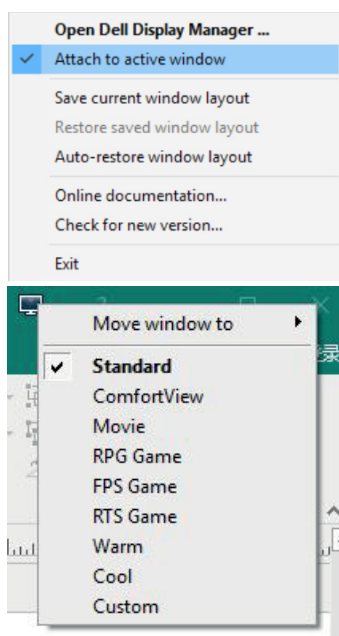 Open Dell Display Manager ...
Attach to active window
Save current window layout
Restore saved window layout
Auto-restore window layout
Online documentation...
Check for new version...
Exit
Move window to
录
Standard
ComfortView
Movie
RPG Game
FPS Game
RTS Game
Warm
Cool
Custom